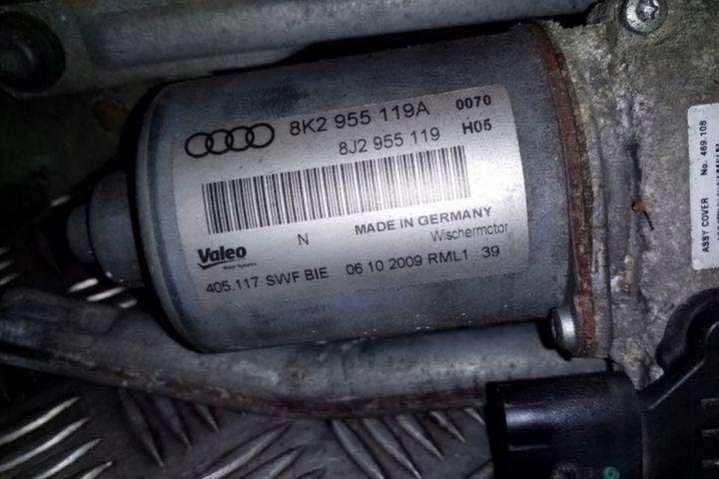 8K2 955 119A 0070
8J2 955 119 H05
N MADE IN GERMANY
Valeo Wischermotor
405.117 SWF BIE 06 10 2009 RML1 39
ASSY COVER No. 469.108